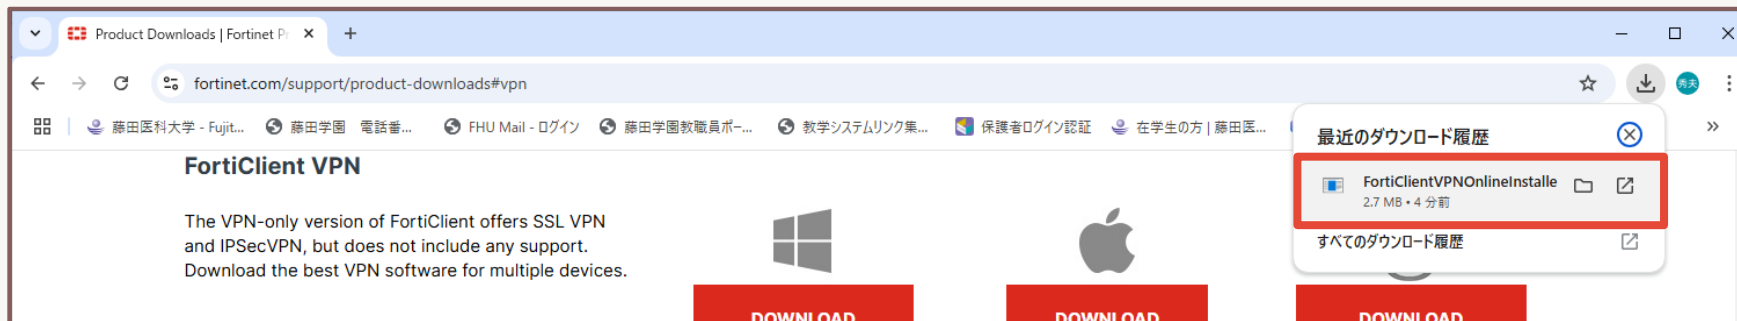 Product Downloads | Fortinet Pr
fortinet.com/support/product-downloads#vpn
秀夫
藤田医科大学 - Fujit...
藤田学園 電話番...
FHU Mail - ログイン
藤田学園教職員ポー...
教学システムリンク集...
保護者ログイン認証
在学生の方 | 藤田医...
最近のダウンロード履歴
FortiClientVPNOnlineInstalle
2.7 MB • 4 分前
すべてのダウンロード履歴
FortiClient VPN
The VPN-only version of FortiClient offers SSL VPN
and IPSecVPN, but does not include any support.
Download the best VPN software for multiple devices.
DOWNLOAD
DOWNLOAD
DOWNLOAD